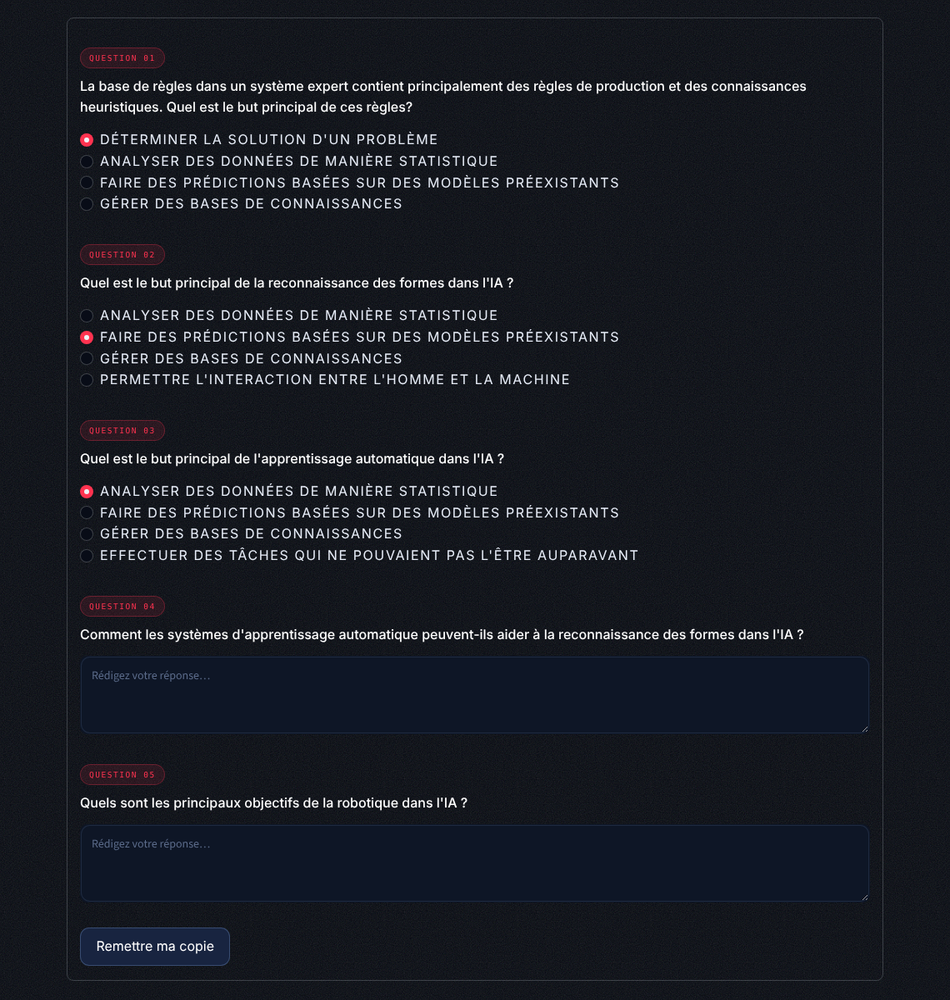 QUESTION 01
La base de règles dans un système expert contient principalement des règles de production et des connaissances
heuristiques. Quel est le but principal de ces règles?
DÉTERMINER LA SOLUTION D'UN PROBLÈME
ANALYSER DES DONNÉES DE MANIÈRE STATISTIQUE
FAIRE DES PRÉDICTIONS BASÉES SUR DES MODÈLES PRÉEXISTANTS
GÉRER DES BASES DE CONNAISSANCES
QUESTION 02
Quel est le but principal de la reconnaissance des formes dans l'IA ?
ANALYSER DES DONNÉES DE MANIÈRE STATISTIQUE
FAIRE DES PRÉDICTIONS BASÉES SUR DES MODÈLES PRÉEXISTANTS
GÉRER DES BASES DE CONNAISSANCES
PERMETTRE L'INTERACTION ENTRE L'HOMME ET LA MACHINE
QUESTION 03
Quel est le but principal de l'apprentissage automatique dans l'IA ?
ANALYSER DES DONNÉES DE MANIÈRE STATISTIQUE
FAIRE DES PRÉDICTIONS BASÉES SUR DES MODÈLES PRÉEXISTANTS
GÉRER DES BASES DE CONNAISSANCES
EFFECTUER DES TÂCHES QUI NE POUVAIENT PAS L'ÊTRE AUPARAVANT
QUESTION 04
Comment les systèmes d'apprentissage automatique peuvent-ils aider à la reconnaissance des formes dans l'IA ?
Rédigez votre réponse…
QUESTION 05
Quels sont les principaux objectifs de la robotique dans l'IA ?
Rédigez votre réponse…
Remettre ma copie